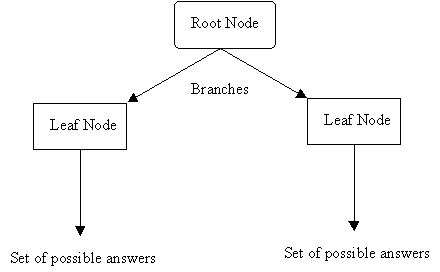 Root Node
Branches
Leaf Node
Leaf Node
Set of possible answers
Set of possible answers